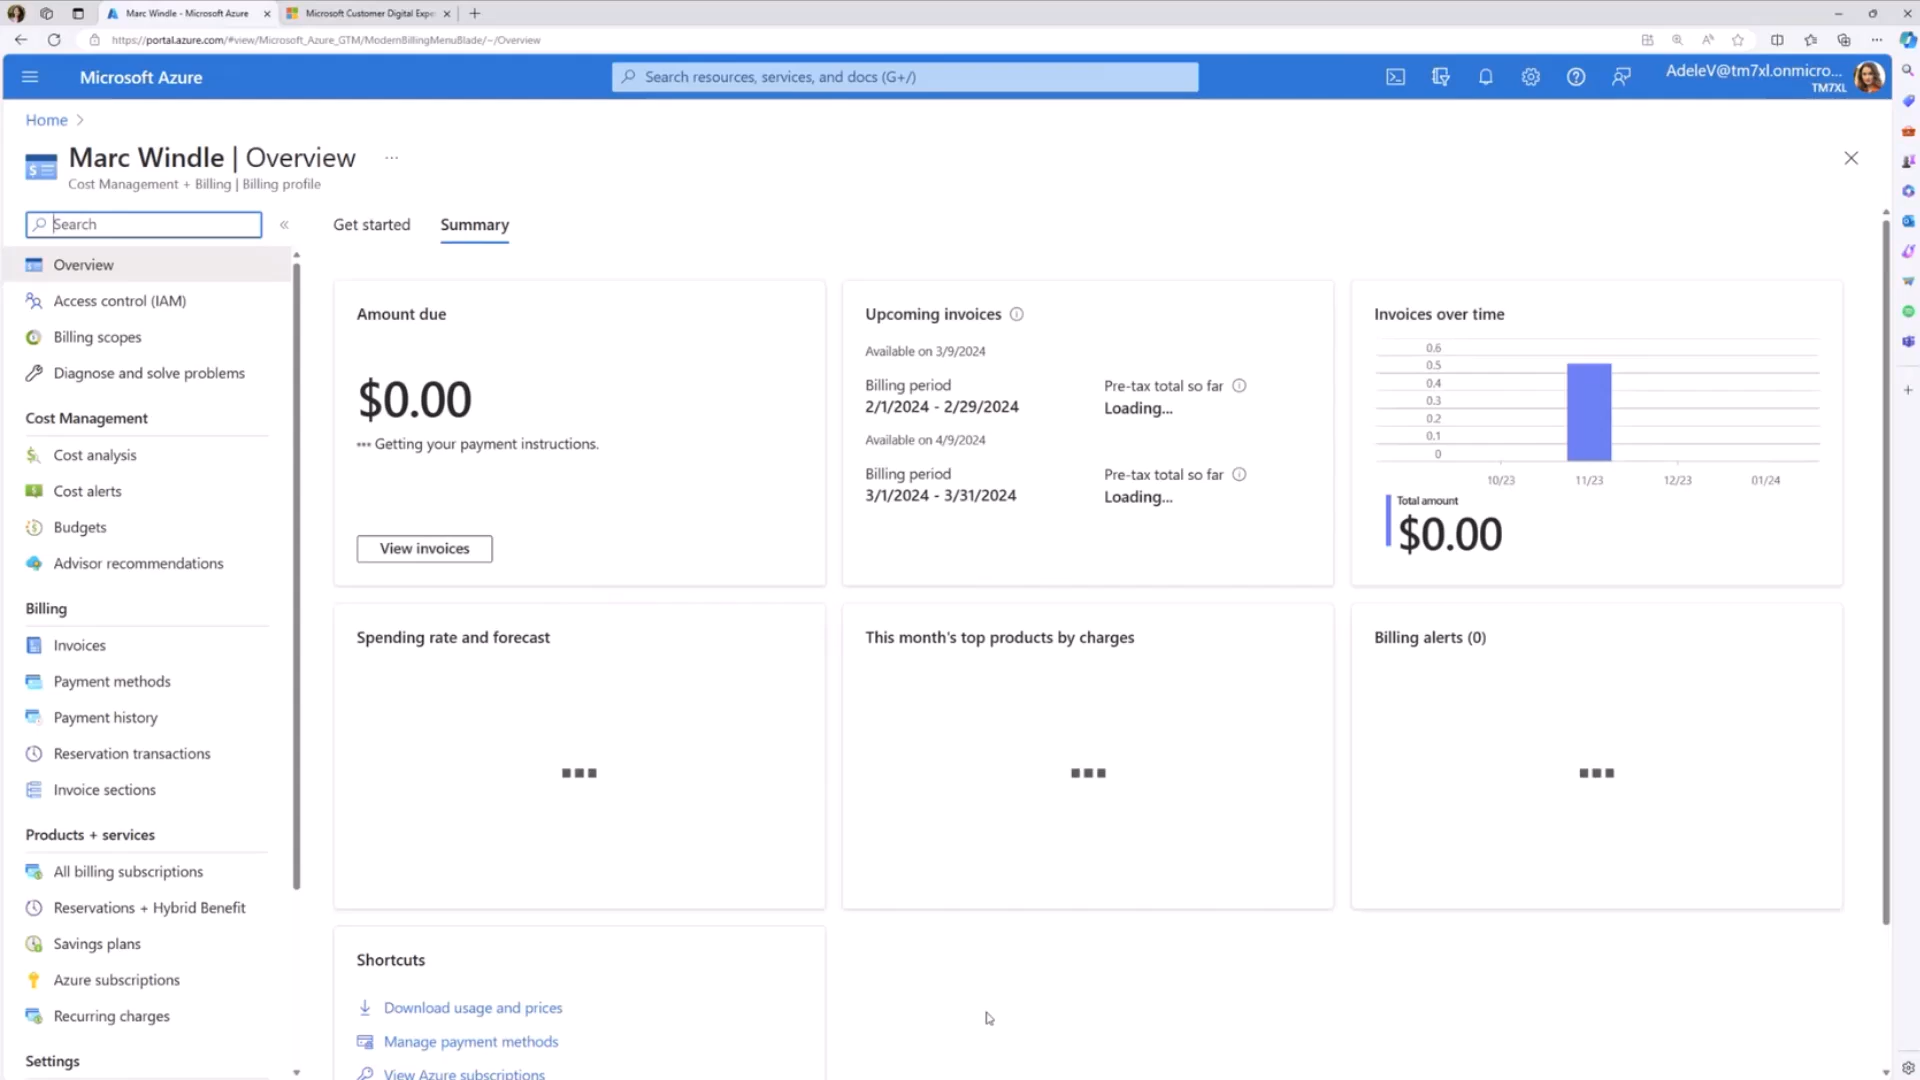 Marc Windle - Microsoft Azure
Microsoft Customer Digital Expe
https://portal.azure.com/#view/Microsoft_Azure_GTM/ModernBillingMenuBlade/~/Overview
Microsoft Azure
Search resources, services, and docs (G+/)
AdeleV@tm7xl.onmicro...
TM7XL
Home
Marc Windle | Overview ...
Cost Management + Billing | Billing profile
Search
Overview
Access control (IAM)
Billing scopes
Diagnose and solve problems
Cost Management
Cost analysis
Cost alerts
Budgets
Advisor recommendations
Billing
Invoices
Payment methods
Payment history
Reservation transactions
Invoice sections
Products + services
All billing subscriptions
Reservations + Hybrid Benefit
Savings plans
Azure subscriptions
Recurring charges
Settings
Get started
Summary
Amount due
$0.00
Getting your payment instructions.
View invoices
Upcoming invoices
Available on 3/9/2024
Billing period
2/1/2024 - 2/29/2024
Pre-tax total so far
Loading...
Available on 4/9/2024
Billing period
3/1/2024 - 3/31/2024
Pre-tax total so far
Loading...
Invoices over time
0.6
0.5
0.4
0.3
0.2
0.1
0
10/23 11/23 12/23 01/24
Total amount
$0.00
Spending rate and forecast
This month's top products by charges
Billing alerts (0)
Shortcuts
Download usage and prices
Manage payment methods
View Azure subscriptions